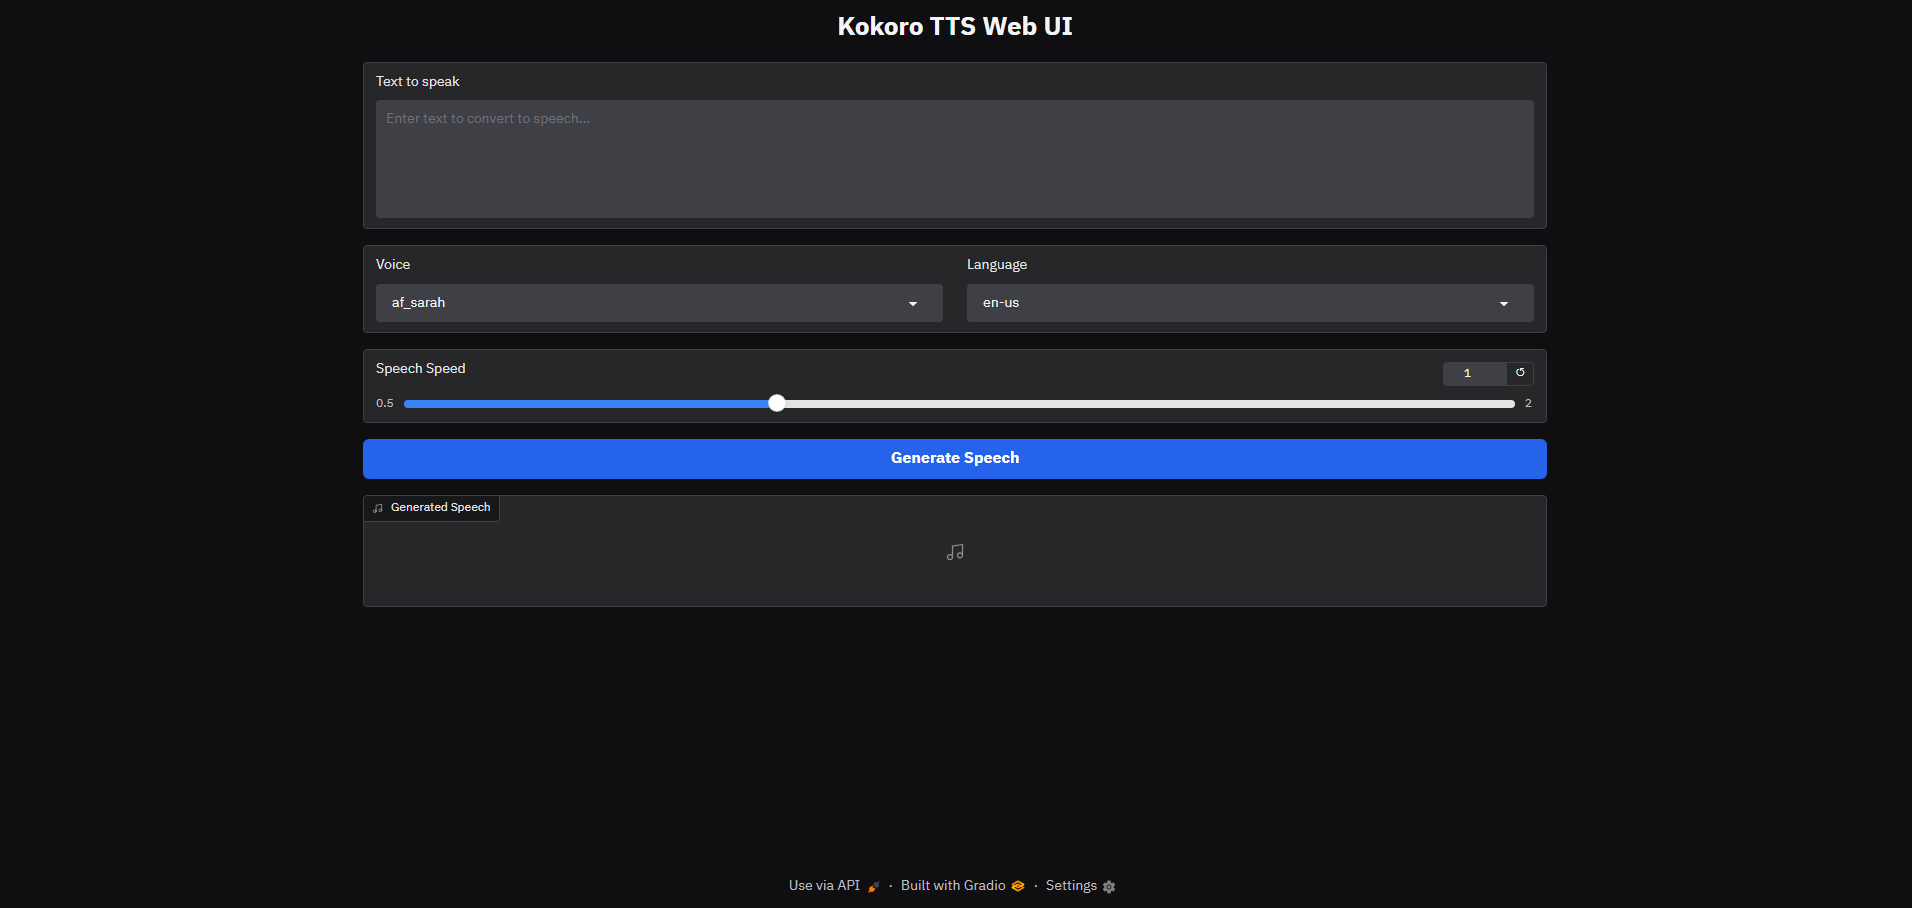 Kokoro TTS Web UI
Text to speak
Enter text to convert to speech...
Voice
Language
af_sarah
en-us
Speech Speed
1
0.5
2
Generate Speech
Generated Speech
Use via API · Built with Gradio · Settings